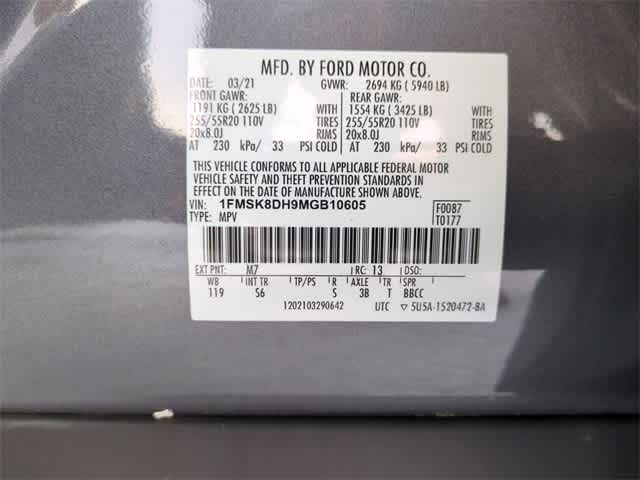 MFD. BY FORD MOTOR CO.
DATE: 03/21 GVWR: 2694 KG ( 5940 LB)
FRONT GAWR: REAR GAWR:
1191 KG ( 2625 LB) WITH 1554 KG ( 3425 LB) WITH
255/55R20 110V TIRES 255/55R20 110V TIRES
20x8.0J RIMS 20x8.0J RIMS
AT 230 kPa/ 33 PSI COLD AT 230 kPa/ 33 PSI COLD
THIS VEHICLE CONFORMS TO ALL APPLICABLE FEDERAL MOTOR
VEHICLE SAFETY AND THEFT PREVENTION STANDARDS IN
EFFECT ON THE DATE OF MANUFACTURE SHOWN ABOVE.
VIN: 1FMSK8DH9MGB10605 F0087
TYPE: MPV T0177
EXT PNT: M7 RC: 13 DSO:
WB INT TR TP/PS R AXLE TR SPR
119 S6 S 3B T BBCC
1202103290642 UTC 5U5A-1520472-BA